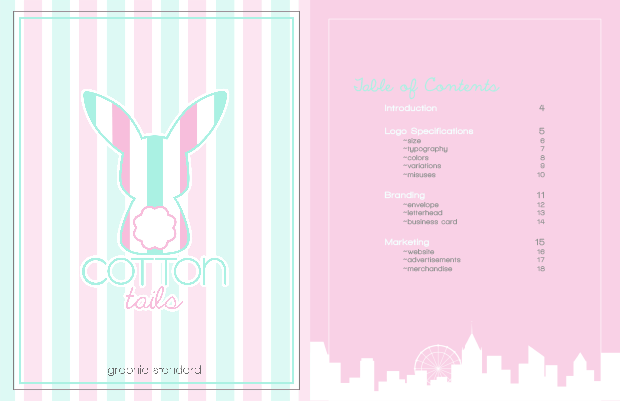 COTTON
tails
graphic standard
Table of Contents
Introduction 4
Logo Specifications 5
~size 6
~typography 7
~colors 8
~variations 9
~misuses 10
Branding 11
~envelope 12
~letterhead 13
~business card 14
Marketing 15
~website 16
~advertisements 17
~merchandise 18